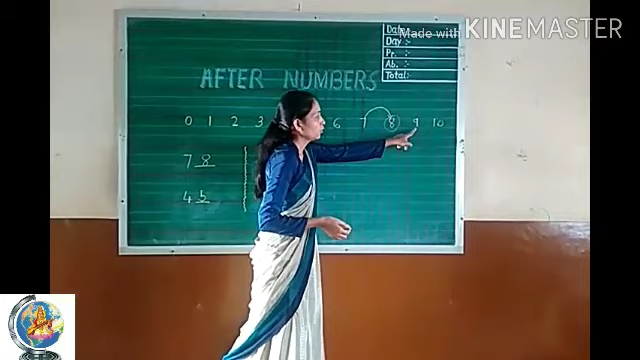 Made with KINEMASTER
Date
Day :-
Pr. :-
Ab. :-
Total:-
AFTER NUMBERS
0 1 2 3 6 7 8 9 10
7 8
4 5